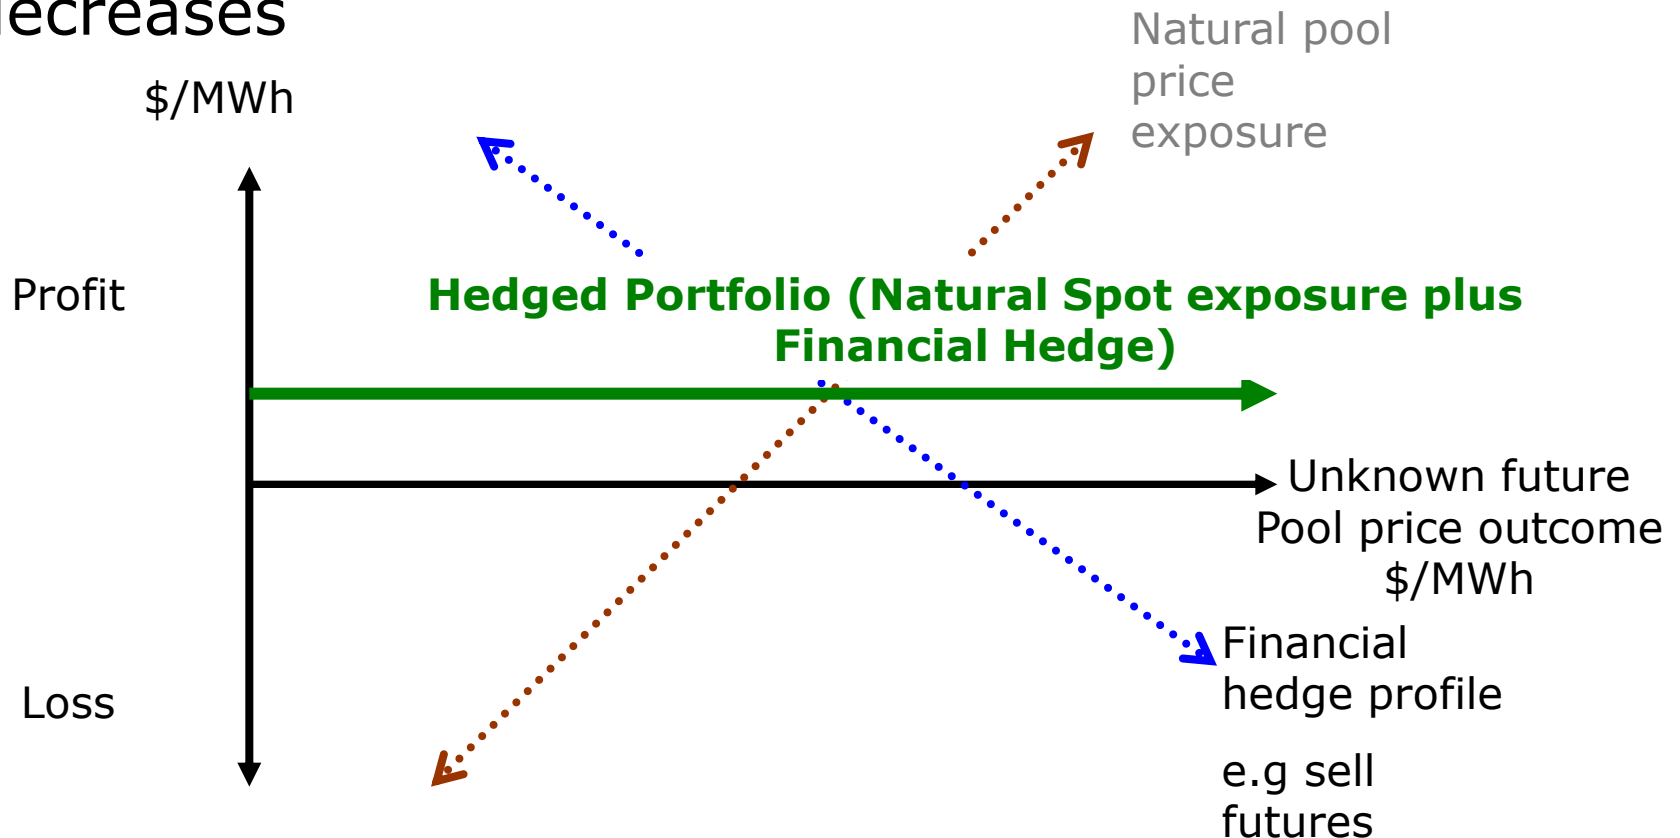 decreases
Natural pool
price
exposure
$/MWh
Profit
Hedged Portfolio (Natural Spot exposure plus
Financial Hedge)
Unknown future
Pool price outcome
$/MWh
Financial
hedge profile
Loss
e.g sell
futures